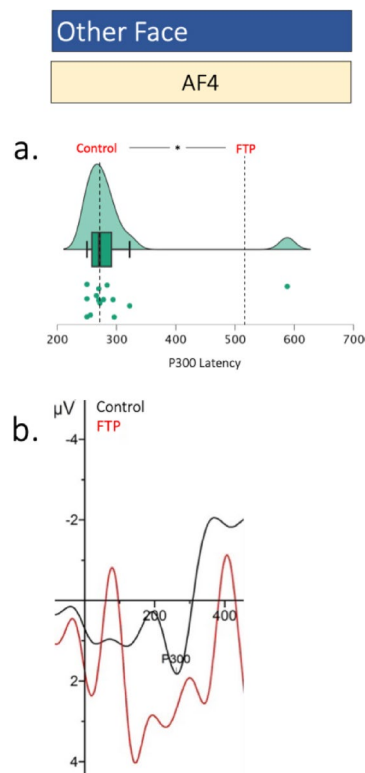 Other Face
AF4
a.
Control * FTP
200 300 400 500 600 700
P300 Latency
b.
µV
Control
FTP
-4
-2
200 400
P300
2
4